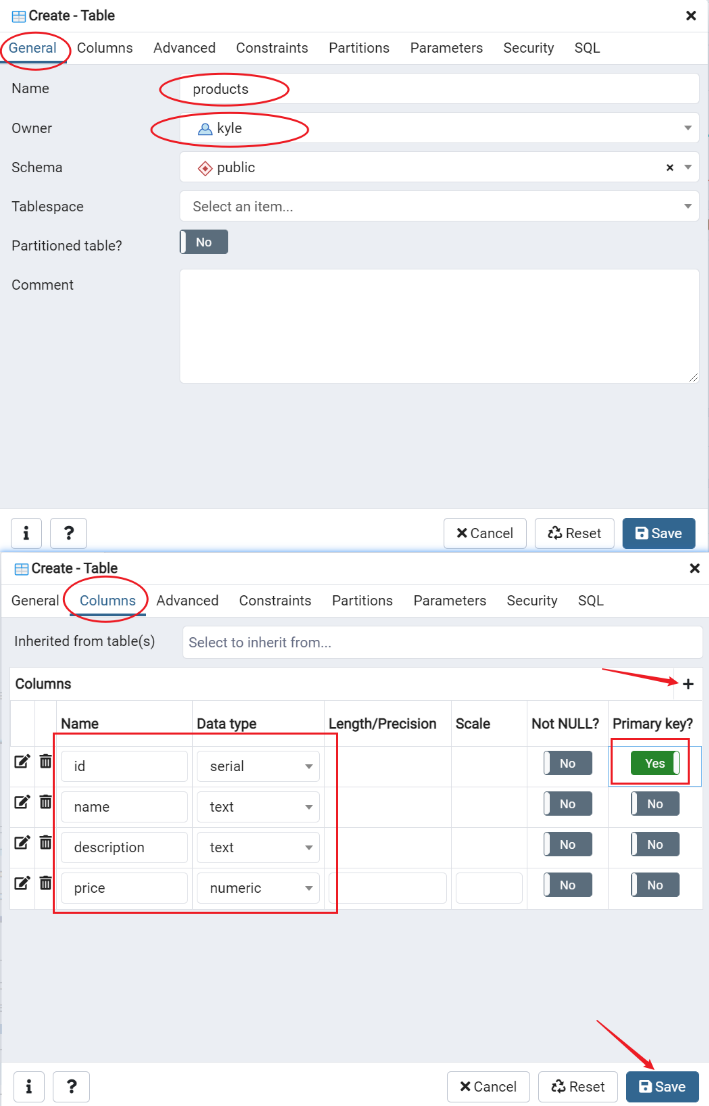 Create - Table
General Columns Advanced Constraints Partitions Parameters Security SQL
Name products
Owner kyle
Schema public
Tablespace Select an item...
Partitioned table? No
Comment
i ? Cancel Reset Save
Create - Table
General Columns Advanced Constraints Partitions Parameters Security SQL
Inherited from table(s) Select to inherit from...
Columns
Name Data type Length/Precision Scale Not NULL? Primary key?
id serial No Yes
name text No No
description text No No
price numeric No No
i ? Cancel Reset Save